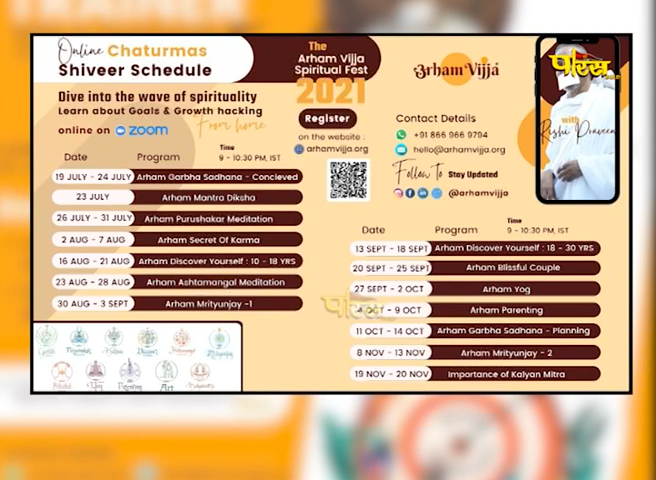 Online Chaturmas
Shiveer Schedule
Dive into the wave of spirituality
Learn about Goals & Growth hacking
online on zoom From home
Time
Date Program 9 - 10:30 PM, IST
19 JULY - 24 JULY Arham Garbha Sadhana - Concieved
23 JULY Arham Mantra Diksha
26 JULY - 31 JULY Arham Purushakar Meditation
2 AUG - 7 AUG Arham Secret Of Karma
16 AUG - 21 AUG Arham Discover Yourself : 10 - 18 YRS
23 AUG - 28 AUG Arham Ashtamangal Meditation
30 AUG - 3 SEPT Arham Mrityunjay -1
The
Arham Vijja
Spiritual Fest
2021
Register
on the website :
arhamvijja.org
Arham Vijja
Contact Details
+91 866 966 9794
hello@arhamvijja.org
Follow To Stay Updated
@arhamvijja
पारस
with
Rishi Praveen
Time
Date Program 9 - 10:30 PM, IST
13 SEPT - 18 SEPT Arham Discover Yourself : 18 - 30 YRS
20 SEPT - 25 SEPT Arham Blissful Couple
27 SEPT - 2 OCT Arham Yog
OCT - 9 OCT Arham Parenting
11 OCT - 14 OCT Arham Garbha Sadhana - Planning
8 NOV - 13 NOV Arham Mrityunjay - 2
19 NOV - 20 NOV Importance of Kalyan Mitra
पारस
Art